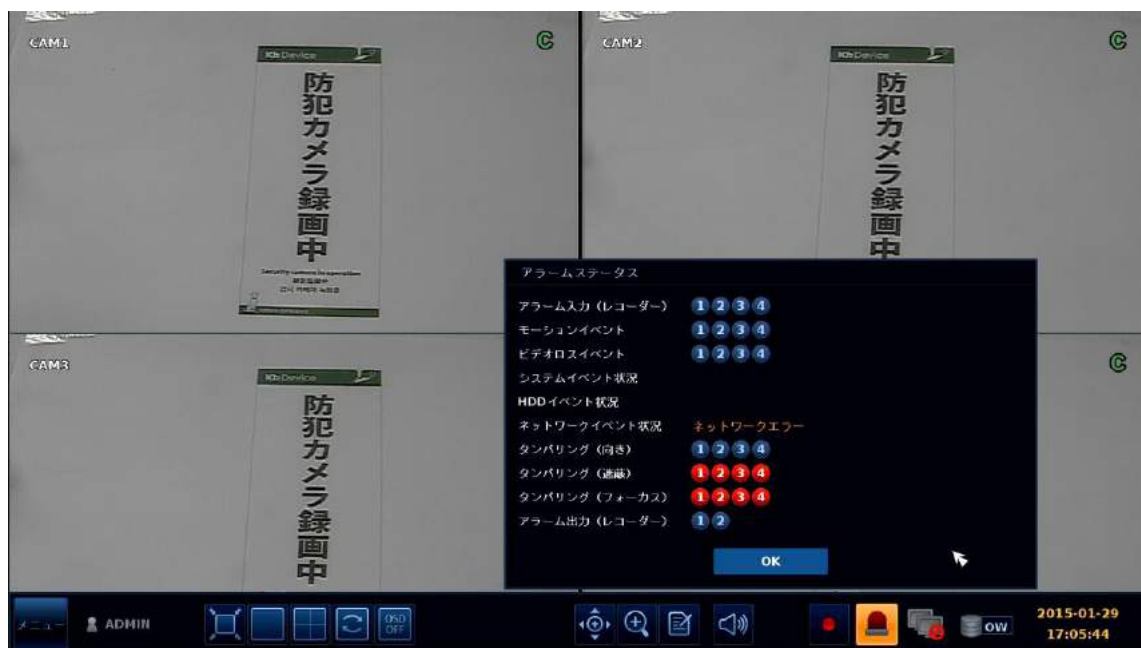 CAM1
C
KbDevice
防犯カメラ録画中
Security camera in operation
CAM2
C
KbDevice
防犯カメラ録画中
CAM3
KbDevice
防犯カメラ録画中
C
アラームステータス
アラーム入力（レコーダー） 1 2 3 4
モーションイベント 1 2 3 4
ビデオロスイベント 1 2 3 4
システムイベント状況
HDDイベント状況
ネットワークイベント状況 ネットワークエラー
タンパリング（向き） 1 2 3 4
タンパリング（遮蔽） 1 2 3 4
タンパリング（フォーカス） 1 2 3 4
アラーム出力（レコーダー） 1 2
OK
メニュー ADMIN OSD OFF OW 2015-01-29
17:05:44